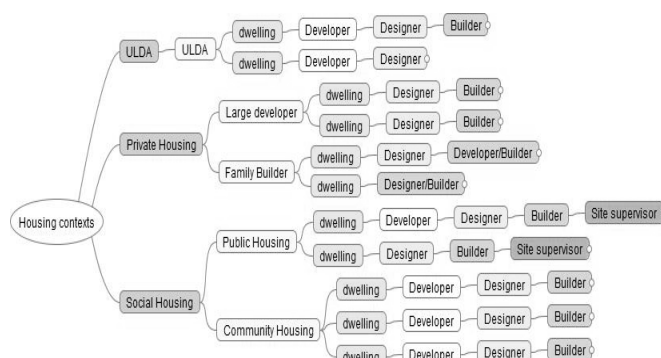 dwelling Developer Designer Builder
ULDA ULDA
dwelling Developer Designer
Large developer dwelling Designer Builder
dwelling Designer Builder
Private Housing
Family Builder dwelling Designer Developer/Builder
dwelling Designer/Builder
Housing contexts
Public Housing dwelling Developer Designer Builder Site supervisor
dwelling Designer Builder Site supervisor
Social Housing
Community Housing dwelling Developer Designer Builder
dwelling Developer Designer Builder
dwelling Developer Designer Builder